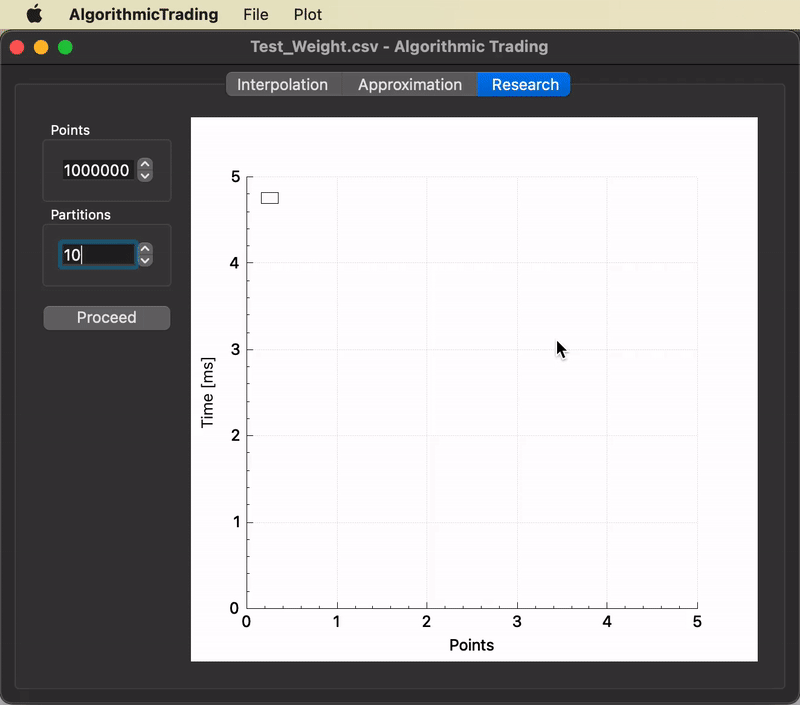 AlgorithmicTrading File Plot
Test_Weight.csv - Algorithmic Trading
Interpolation Approximation Research
Points
1000000
Partitions
10
Proceed
5
4
3
2
1
0
Time [ms]
0 1 2 3 4 5
Points